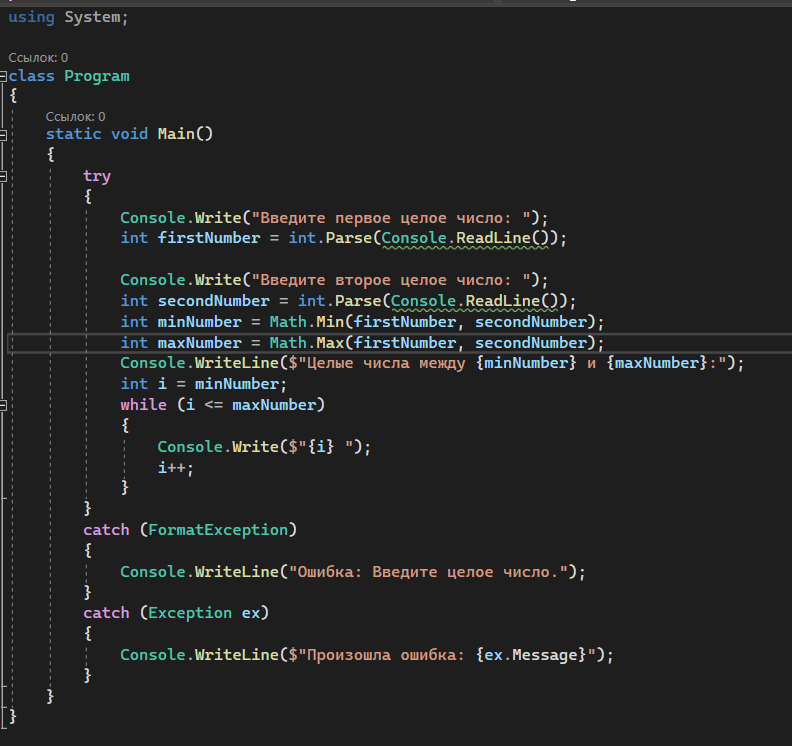 using System;
Ссылок: 0
class Program
{
Ссылок: 0
static void Main()
{
try
{
Console.Write("Введите первое целое число: ");
int firstNumber = int.Parse(Console.ReadLine());
Console.Write("Введите второе целое число: ");
int secondNumber = int.Parse(Console.ReadLine());
int minNumber = Math.Min(firstNumber, secondNumber);
int maxNumber = Math.Max(firstNumber, secondNumber);
Console.WriteLine($"Целые числа между {minNumber} и {maxNumber}:");
int i = minNumber;
while (i <= maxNumber)
{
Console.Write($"{i} ");
i++;
}
}
catch (FormatException)
{
Console.WriteLine("Ошибка: Введите целое число.");
}
catch (Exception ex)
{
Console.WriteLine($"Произошла ошибка: {ex.Message}");
}
}
}